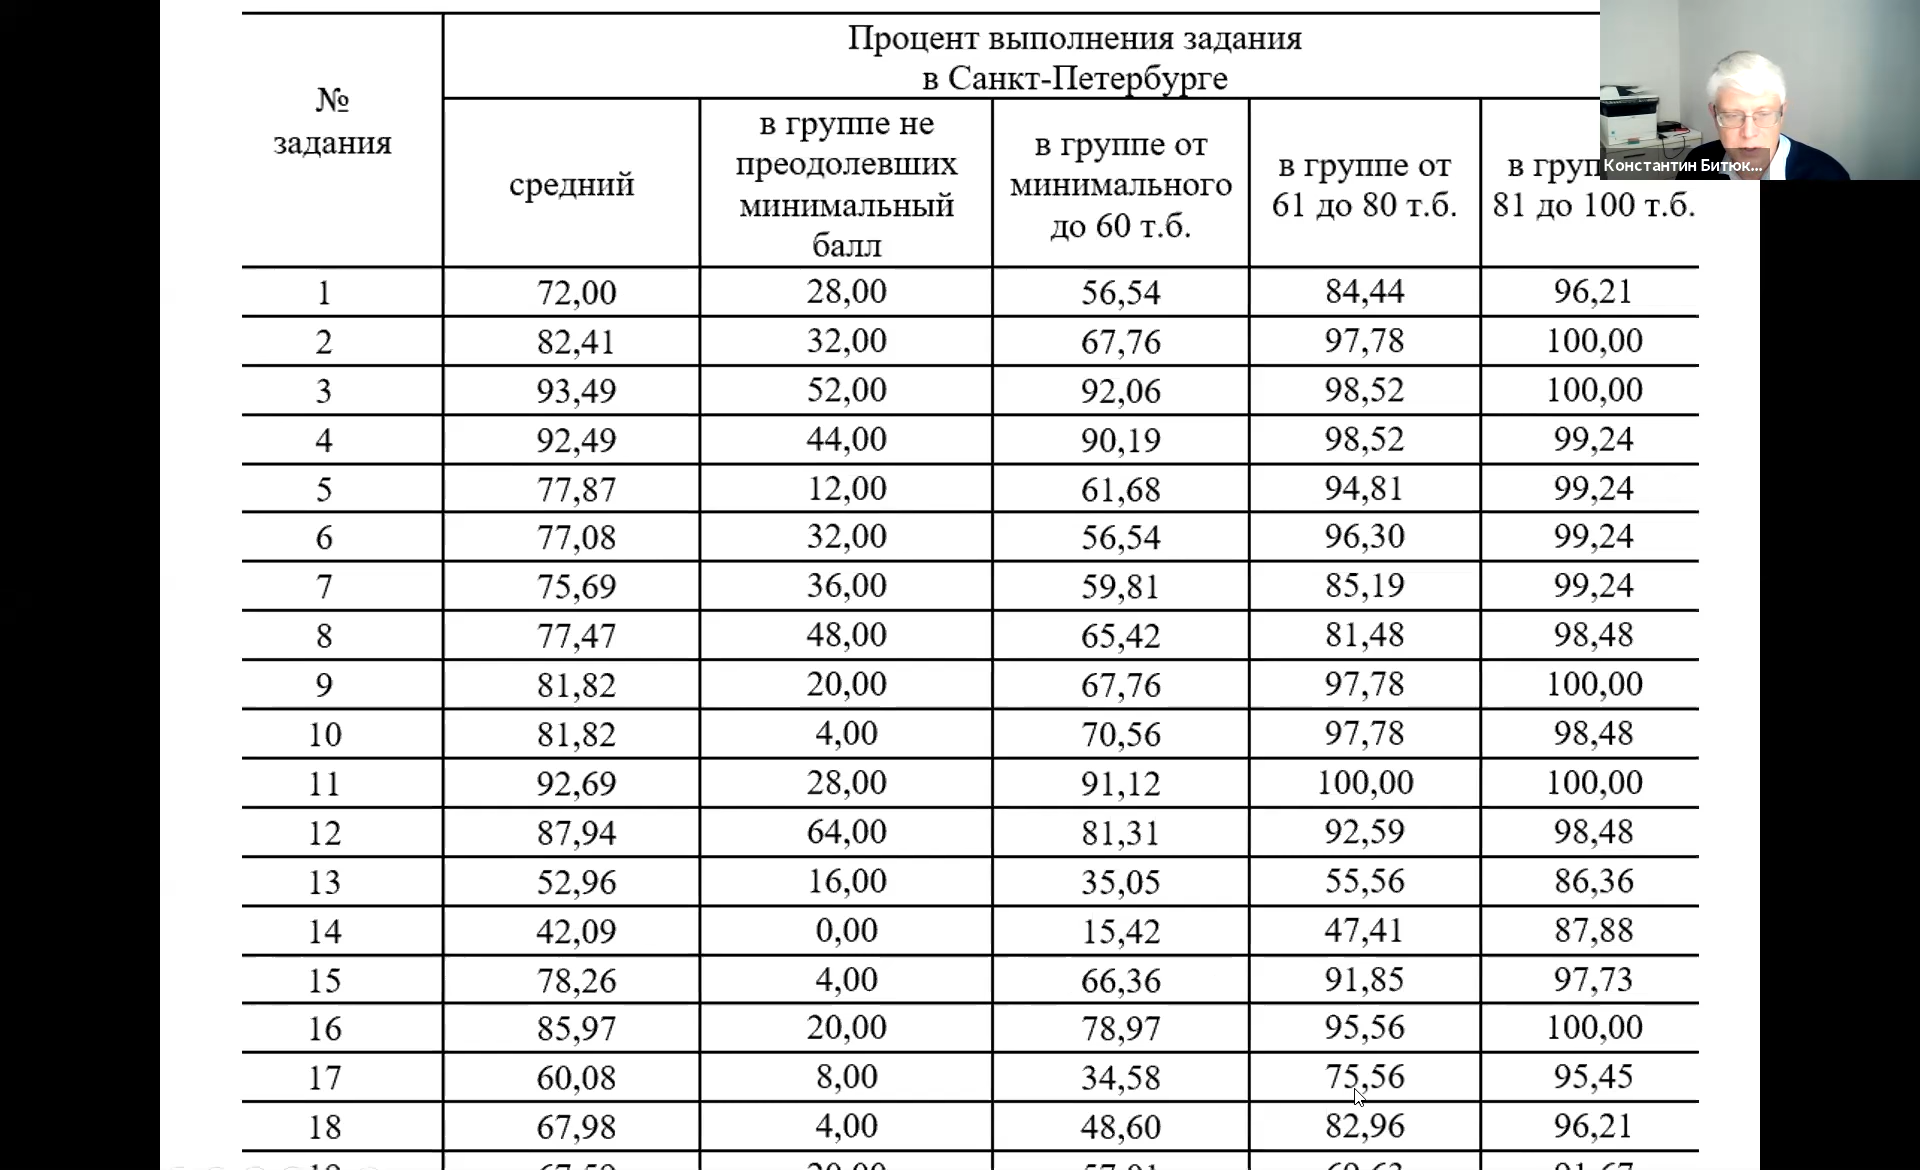 Процент выполнения задания
в Санкт-Петербурге
№
задания
средний
в группе не
преодолевших
минимальный
балл
в группе от
минимального
до 60 т.б.
в группе от
61 до 80 т.б.
81 до 100 т.б.
Константин Битюк...
1 72,00 28,00 56,54 84,44 96,21
2 82,41 32,00 67,76 97,78 100,00
3 93,49 52,00 92,06 98,52 100,00
4 92,49 44,00 90,19 98,52 99,24
5 77,87 12,00 61,68 94,81 99,24
6 77,08 32,00 56,54 96,30 99,24
7 75,69 36,00 59,81 85,19 99,24
8 77,47 48,00 65,42 81,48 98,48
9 81,82 20,00 67,76 97,78 100,00
10 81,82 4,00 70,56 97,78 98,48
11 92,69 28,00 91,12 100,00 100,00
12 87,94 64,00 81,31 92,59 98,48
13 52,96 16,00 35,05 55,56 86,36
14 42,09 0,00 15,42 47,41 87,88
15 78,26 4,00 66,36 91,85 97,73
16 85,97 20,00 78,97 95,56 100,00
17 60,08 8,00 34,58 75,56 95,45
18 67,98 4,00 48,60 82,96 96,21